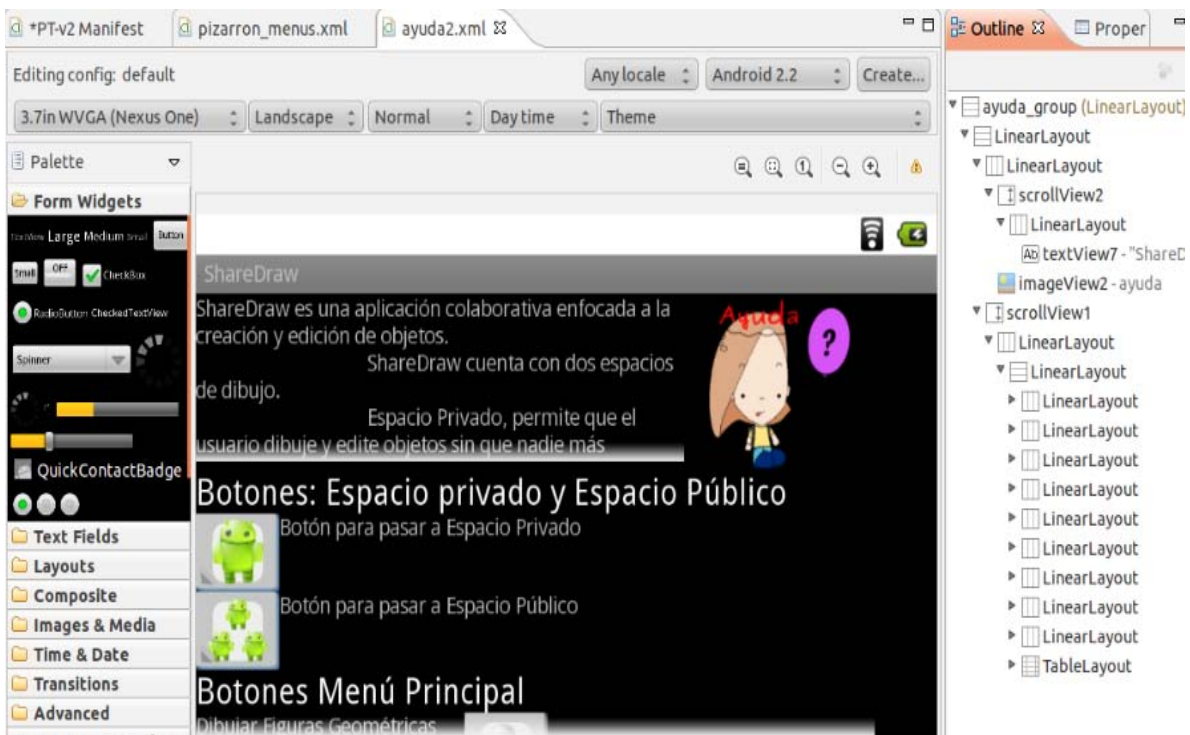 *PT-v2 Manifest
pizarron_menus.xml
ayuda2.xml
Outline
Proper
Editing config: default
Any locale
Android 2.2
Create...
3.7in WVGA (Nexus One)
Landscape
Normal
Day time
Theme
Palette
Form Widgets
TextView Large Medium Small Button
Small OFF CheckBox
RadioButton CheckedTextView
Spinner
QuickContactBadge
Text Fields
Layouts
Composite
Images & Media
Time & Date
Transitions
Advanced
ShareDraw
ShareDraw es una aplicación colaborativa enfocada a la
creación y edición de objetos.
ShareDraw cuenta con dos espacios
de dibujo.
Espacio Privado, permite que el
usuario dibuje y edite objetos sin que nadie más
Ayuda
?
Botones: Espacio privado y Espacio Público
Botón para pasar a Espacio Privado
Botón para pasar a Espacio Público
Botones Menú Principal
Dibujar Figuras Geométricas
ayuda_group (LinearLayout)
LinearLayout
LinearLayout
scrollView2
LinearLayout
Ab textView7 - "ShareD
imageView2 - ayuda
scrollView1
LinearLayout
LinearLayout
LinearLayout
LinearLayout
LinearLayout
LinearLayout
LinearLayout
LinearLayout
LinearLayout
LinearLayout
LinearLayout
TableLayout